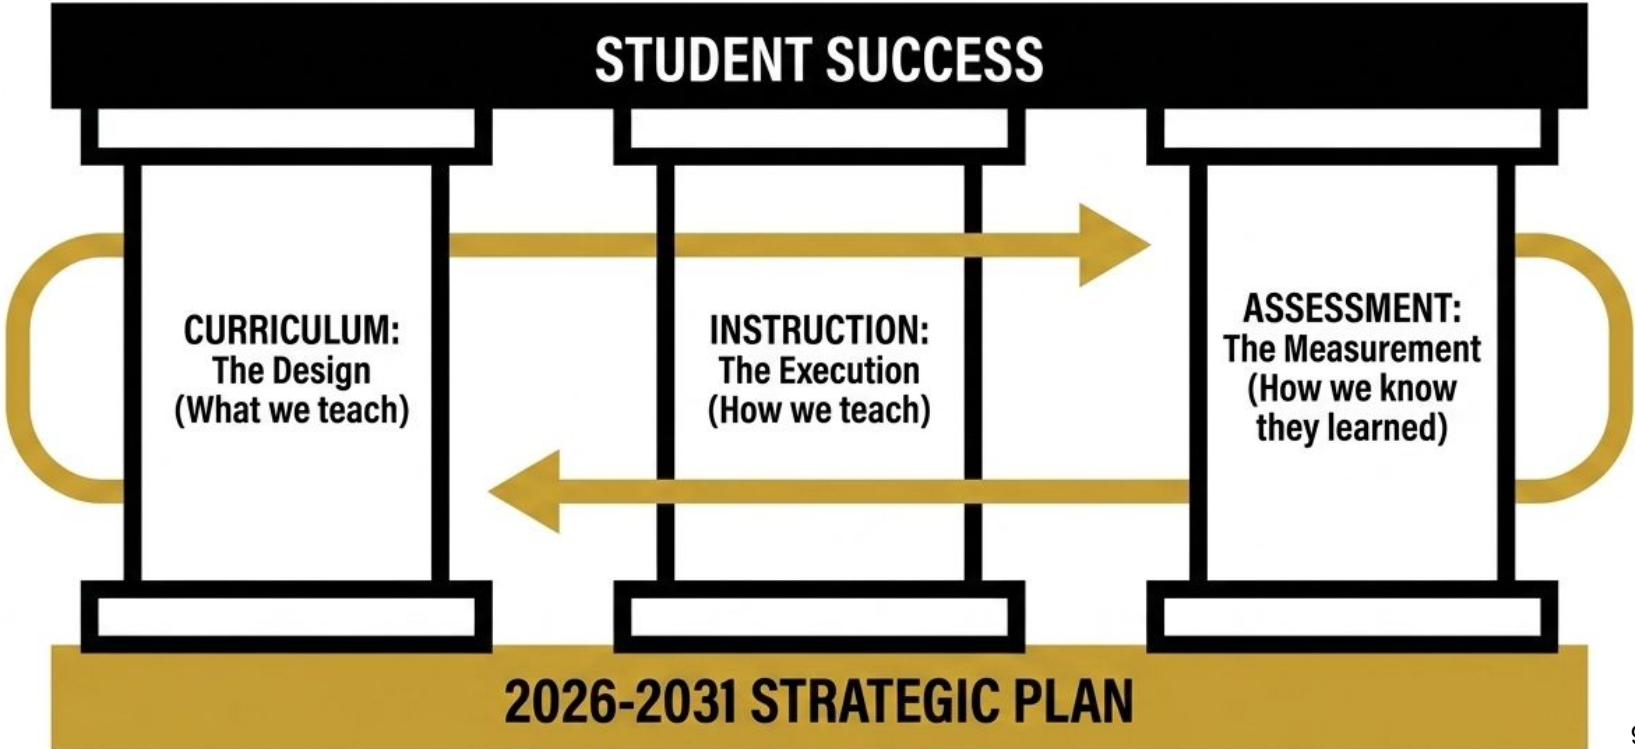 STUDENT SUCCESS
CURRICULUM:
The Design
(What we teach)
INSTRUCTION:
The Execution
(How we teach)
ASSESSMENT:
The Measurement
(How we know
they learned)
2026-2031 STRATEGIC PLAN